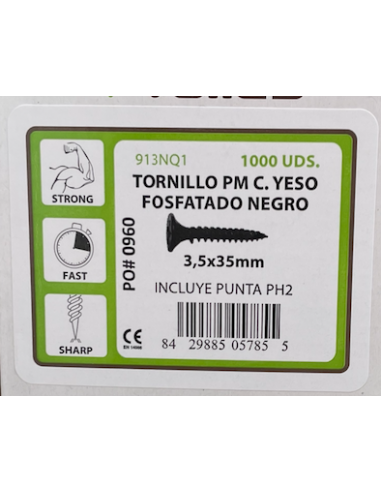 STRONG
FAST
SHARP
PO# 0960
913NQ1 1000 UDS.
TORNILLO PM C. YESO
FOSFATADO NEGRO
3,5x35mm
INCLUYE PUNTA PH2
CE
84 29885 05785 5